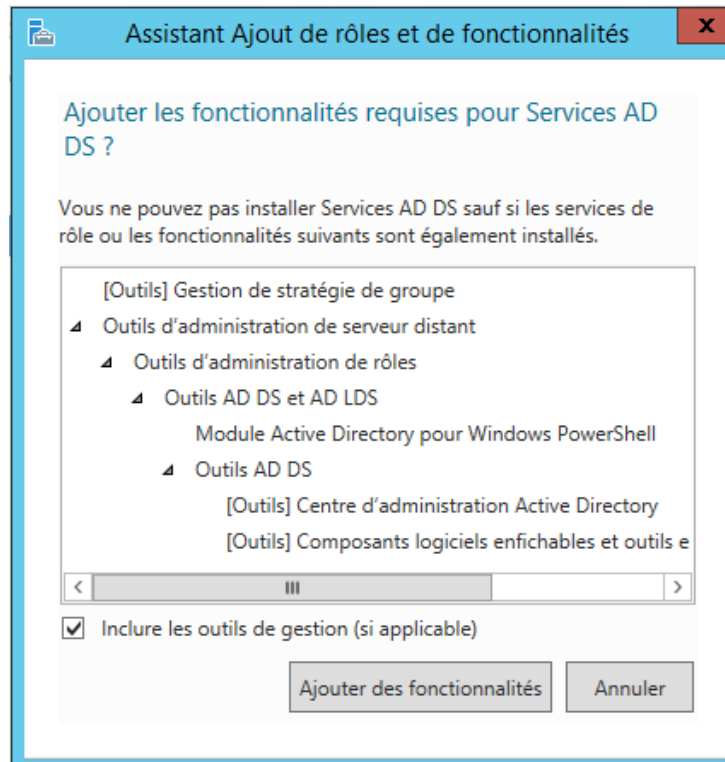 Assistant Ajout de rôles et de fonctionnalités
x
Ajouter les fonctionnalités requises pour Services AD
DS ?
Vous ne pouvez pas installer Services AD DS sauf si les services de
rôle ou les fonctionnalités suivants sont également installés.
[Outils] Gestion de stratégie de groupe
Outils d’administration de serveur distant
Outils d’administration de rôles
Outils AD DS et AD LDS
Module Active Directory pour Windows PowerShell
Outils AD DS
[Outils] Centre d’administration Active Directory
[Outils] Composants logiciels enfichables et outils e
Inclure les outils de gestion (si applicable)
Ajouter des fonctionnalités
Annuler